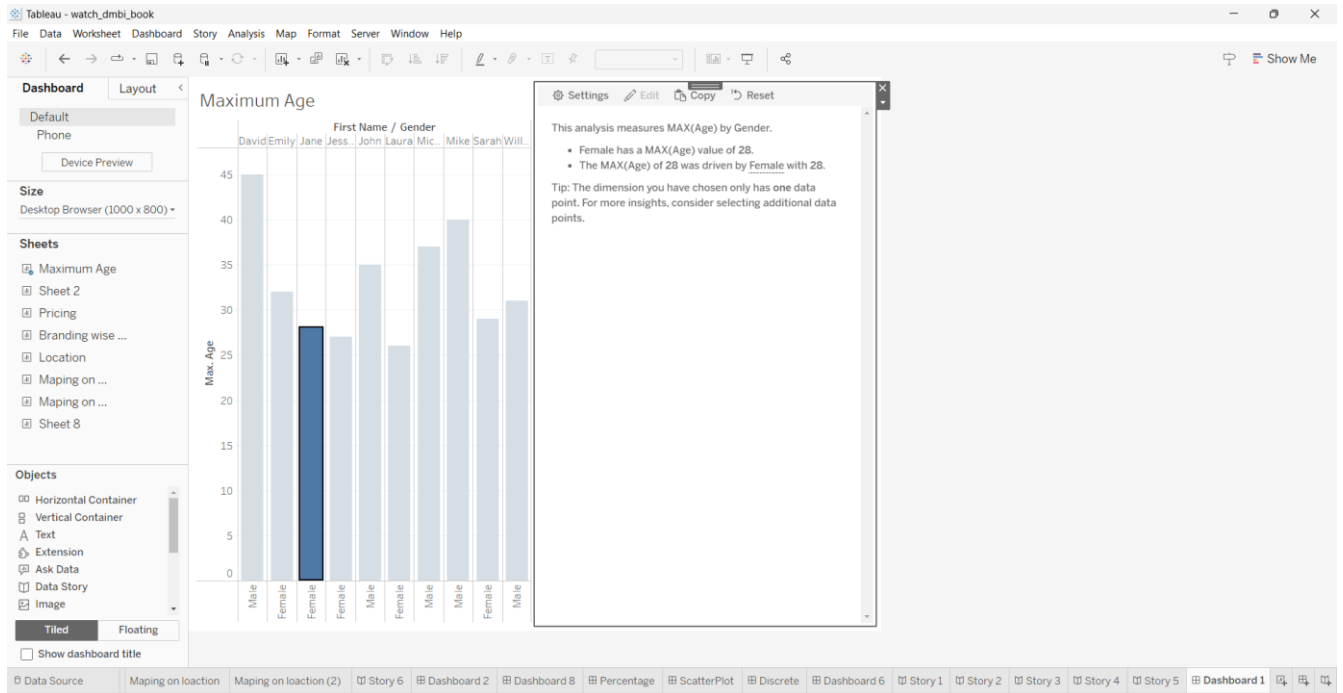 Tableau - watch_dmbi_book
File Data Worksheet Dashboard Story Analysis Map Format Server Window Help
Show Me
Dashboard Layout
Default
Phone
Device Preview
Size
Desktop Browser (1000 x 800)
Sheets
Maximum Age
Sheet 2
Pricing
Branding wise ...
Location
Maping on ...
Maping on ...
Sheet 8
Objects
Horizontal Container
Vertical Container
Text
Extension
Ask Data
Data Story
Image
Tiled Floating
Show dashboard title
Maximum Age
First Name / Gender
David Emily Jane Jess.. John Laura Mic.. Mike Sarah Will..
Max. Age
45
40
35
30
25
20
15
10
5
0
Male Female Female Female Male Female Male Male Female Male
Settings Edit Copy Reset
This analysis measures MAX(Age) by Gender.
• Female has a MAX(Age) value of 28.
• The MAX(Age) of 28 was driven by Female with 28.
Tip: The dimension you have chosen only has one data
point. For more insights, consider selecting additional data
points.
Data Source Maping on loaction Maping on loaction (2) Story 6 Dashboard 2 Dashboard 8 Percentage ScatterPlot Discrete Dashboard 6 Story 1 Story 2 Story 3 Story 4 Story 5 Dashboard 1